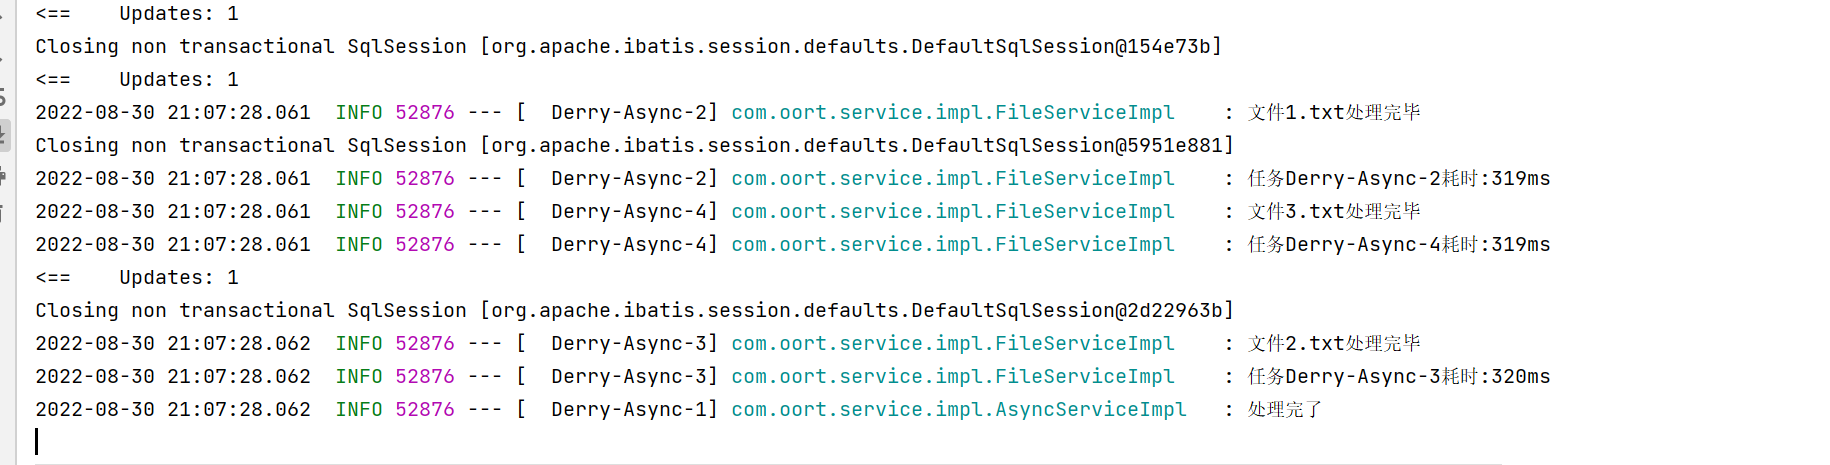 <==    Updates: 1
Closing non transactional SqlSession [org.apache.ibatis.session.defaults.DefaultSqlSession@154e73b]
<==    Updates: 1
2022-08-30 21:07:28.061  INFO 52876 --- [  Derry-Async-2] com.oort.service.impl.FileServiceImpl    : 文件1.txt处理完毕
Closing non transactional SqlSession [org.apache.ibatis.session.defaults.DefaultSqlSession@5951e881]
2022-08-30 21:07:28.061  INFO 52876 --- [  Derry-Async-2] com.oort.service.impl.FileServiceImpl    : 任务Derry-Async-2耗时:319ms
2022-08-30 21:07:28.061  INFO 52876 --- [  Derry-Async-4] com.oort.service.impl.FileServiceImpl    : 文件3.txt处理完毕
2022-08-30 21:07:28.061  INFO 52876 --- [  Derry-Async-4] com.oort.service.impl.FileServiceImpl    : 任务Derry-Async-4耗时:319ms
<==    Updates: 1
Closing non transactional SqlSession [org.apache.ibatis.session.defaults.DefaultSqlSession@2d22963b]
2022-08-30 21:07:28.062  INFO 52876 --- [  Derry-Async-3] com.oort.service.impl.FileServiceImpl    : 文件2.txt处理完毕
2022-08-30 21:07:28.062  INFO 52876 --- [  Derry-Async-3] com.oort.service.impl.FileServiceImpl    : 任务Derry-Async-3耗时:320ms
2022-08-30 21:07:28.062  INFO 52876 --- [  Derry-Async-1] com.oort.service.impl.AsyncServiceImpl   : 处理完了